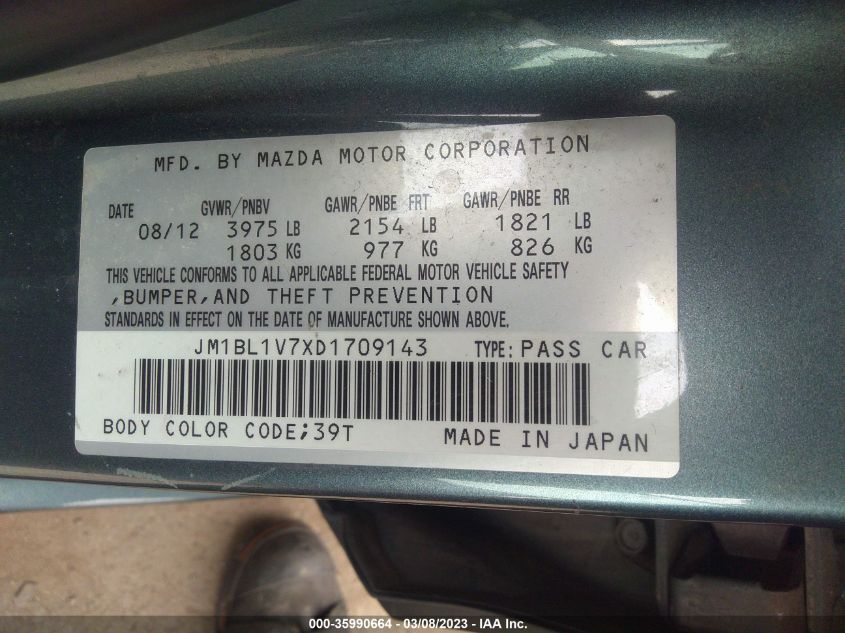 MFD. BY MAZDA MOTOR CORPORATION
DATE GVWR/PNBV GAWR/PNBE FRT GAWR/PNBE RR
08/12 3975 LB 2154 LB 1821 LB
1803 KG 977 KG 826 KG
THIS VEHICLE CONFORMS TO ALL APPLICABLE FEDERAL MOTOR VEHICLE SAFETY
,BUMPER,AND THEFT PREVENTION
STANDARDS IN EFFECT ON THE DATE OF MANUFACTURE SHOWN ABOVE.
JM1BL1V7XD1709143 TYPE: PASS CAR
BODY COLOR CODE;39T MADE IN JAPAN
000-35990664 - 03/08/2023 - IAA Inc.